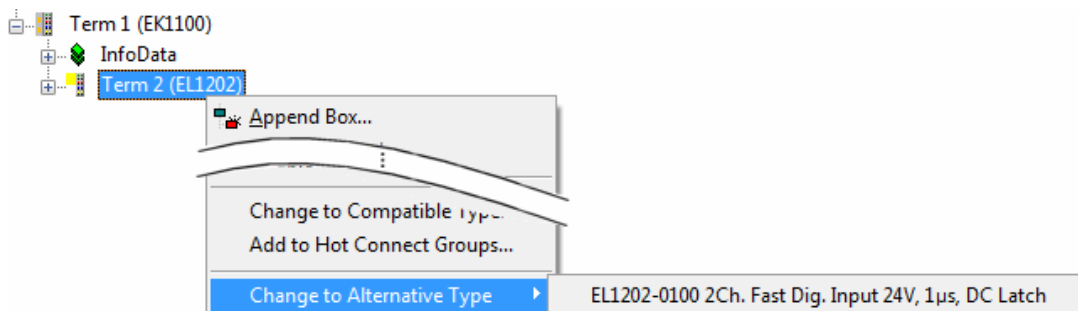 Term 1 (EK1100)
InfoData
Term 2 (EL1202)
Append Box...
Change to Compatible
Add to Hot Connect Groups...
Change to Alternative Type
EL1202-0100 2Ch. Fast Dig. Input 24V, 1µs, DC Latch